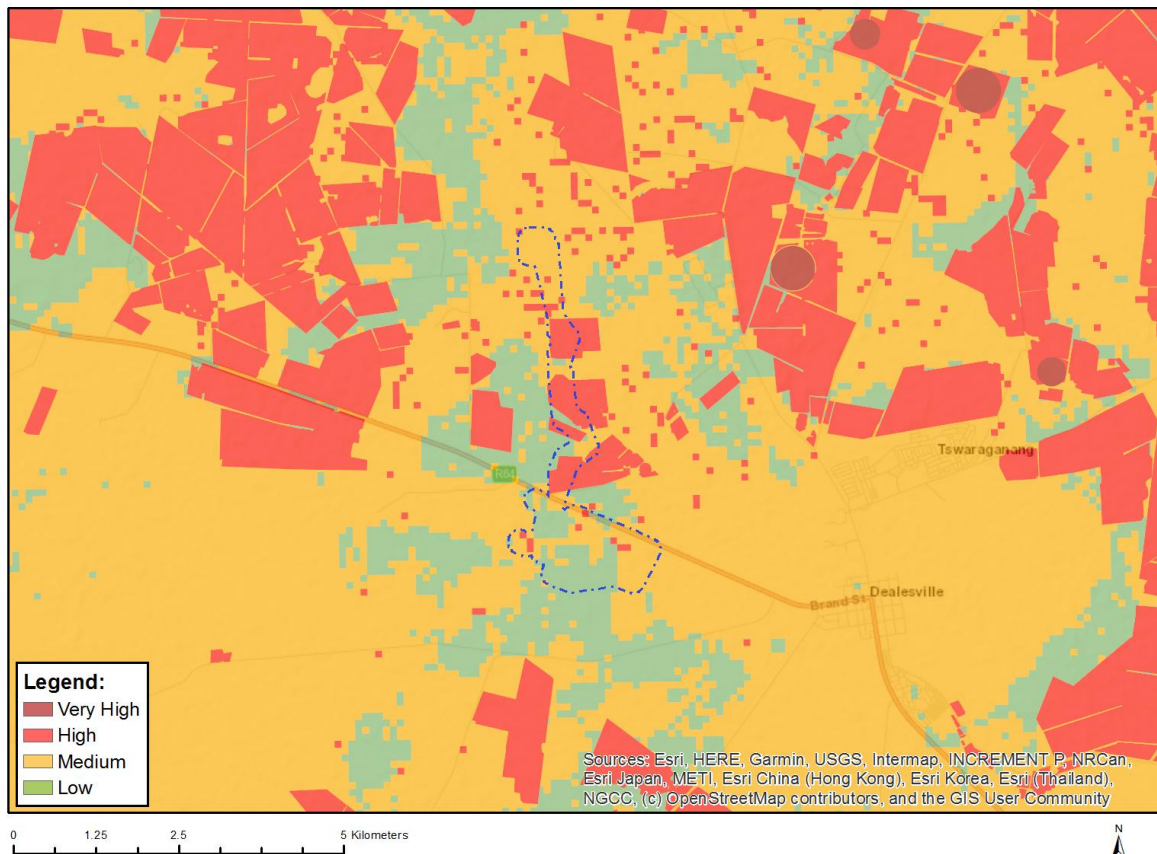 R64
Tswaraganang
Brand St
Dealesville
Legend:
Very High
High
Medium
Low
Sources: Esri, HERE, Garmin, USGS, Intermap, INCREMENT P, NRCan,
Esri Japan, METI, Esri China (Hong Kong), Esri Korea, Esri (Thailand),
NGCC, (c) OpenStreetMap contributors, and the GIS User Community
0 1.25 2.5 5 Kilometers
N